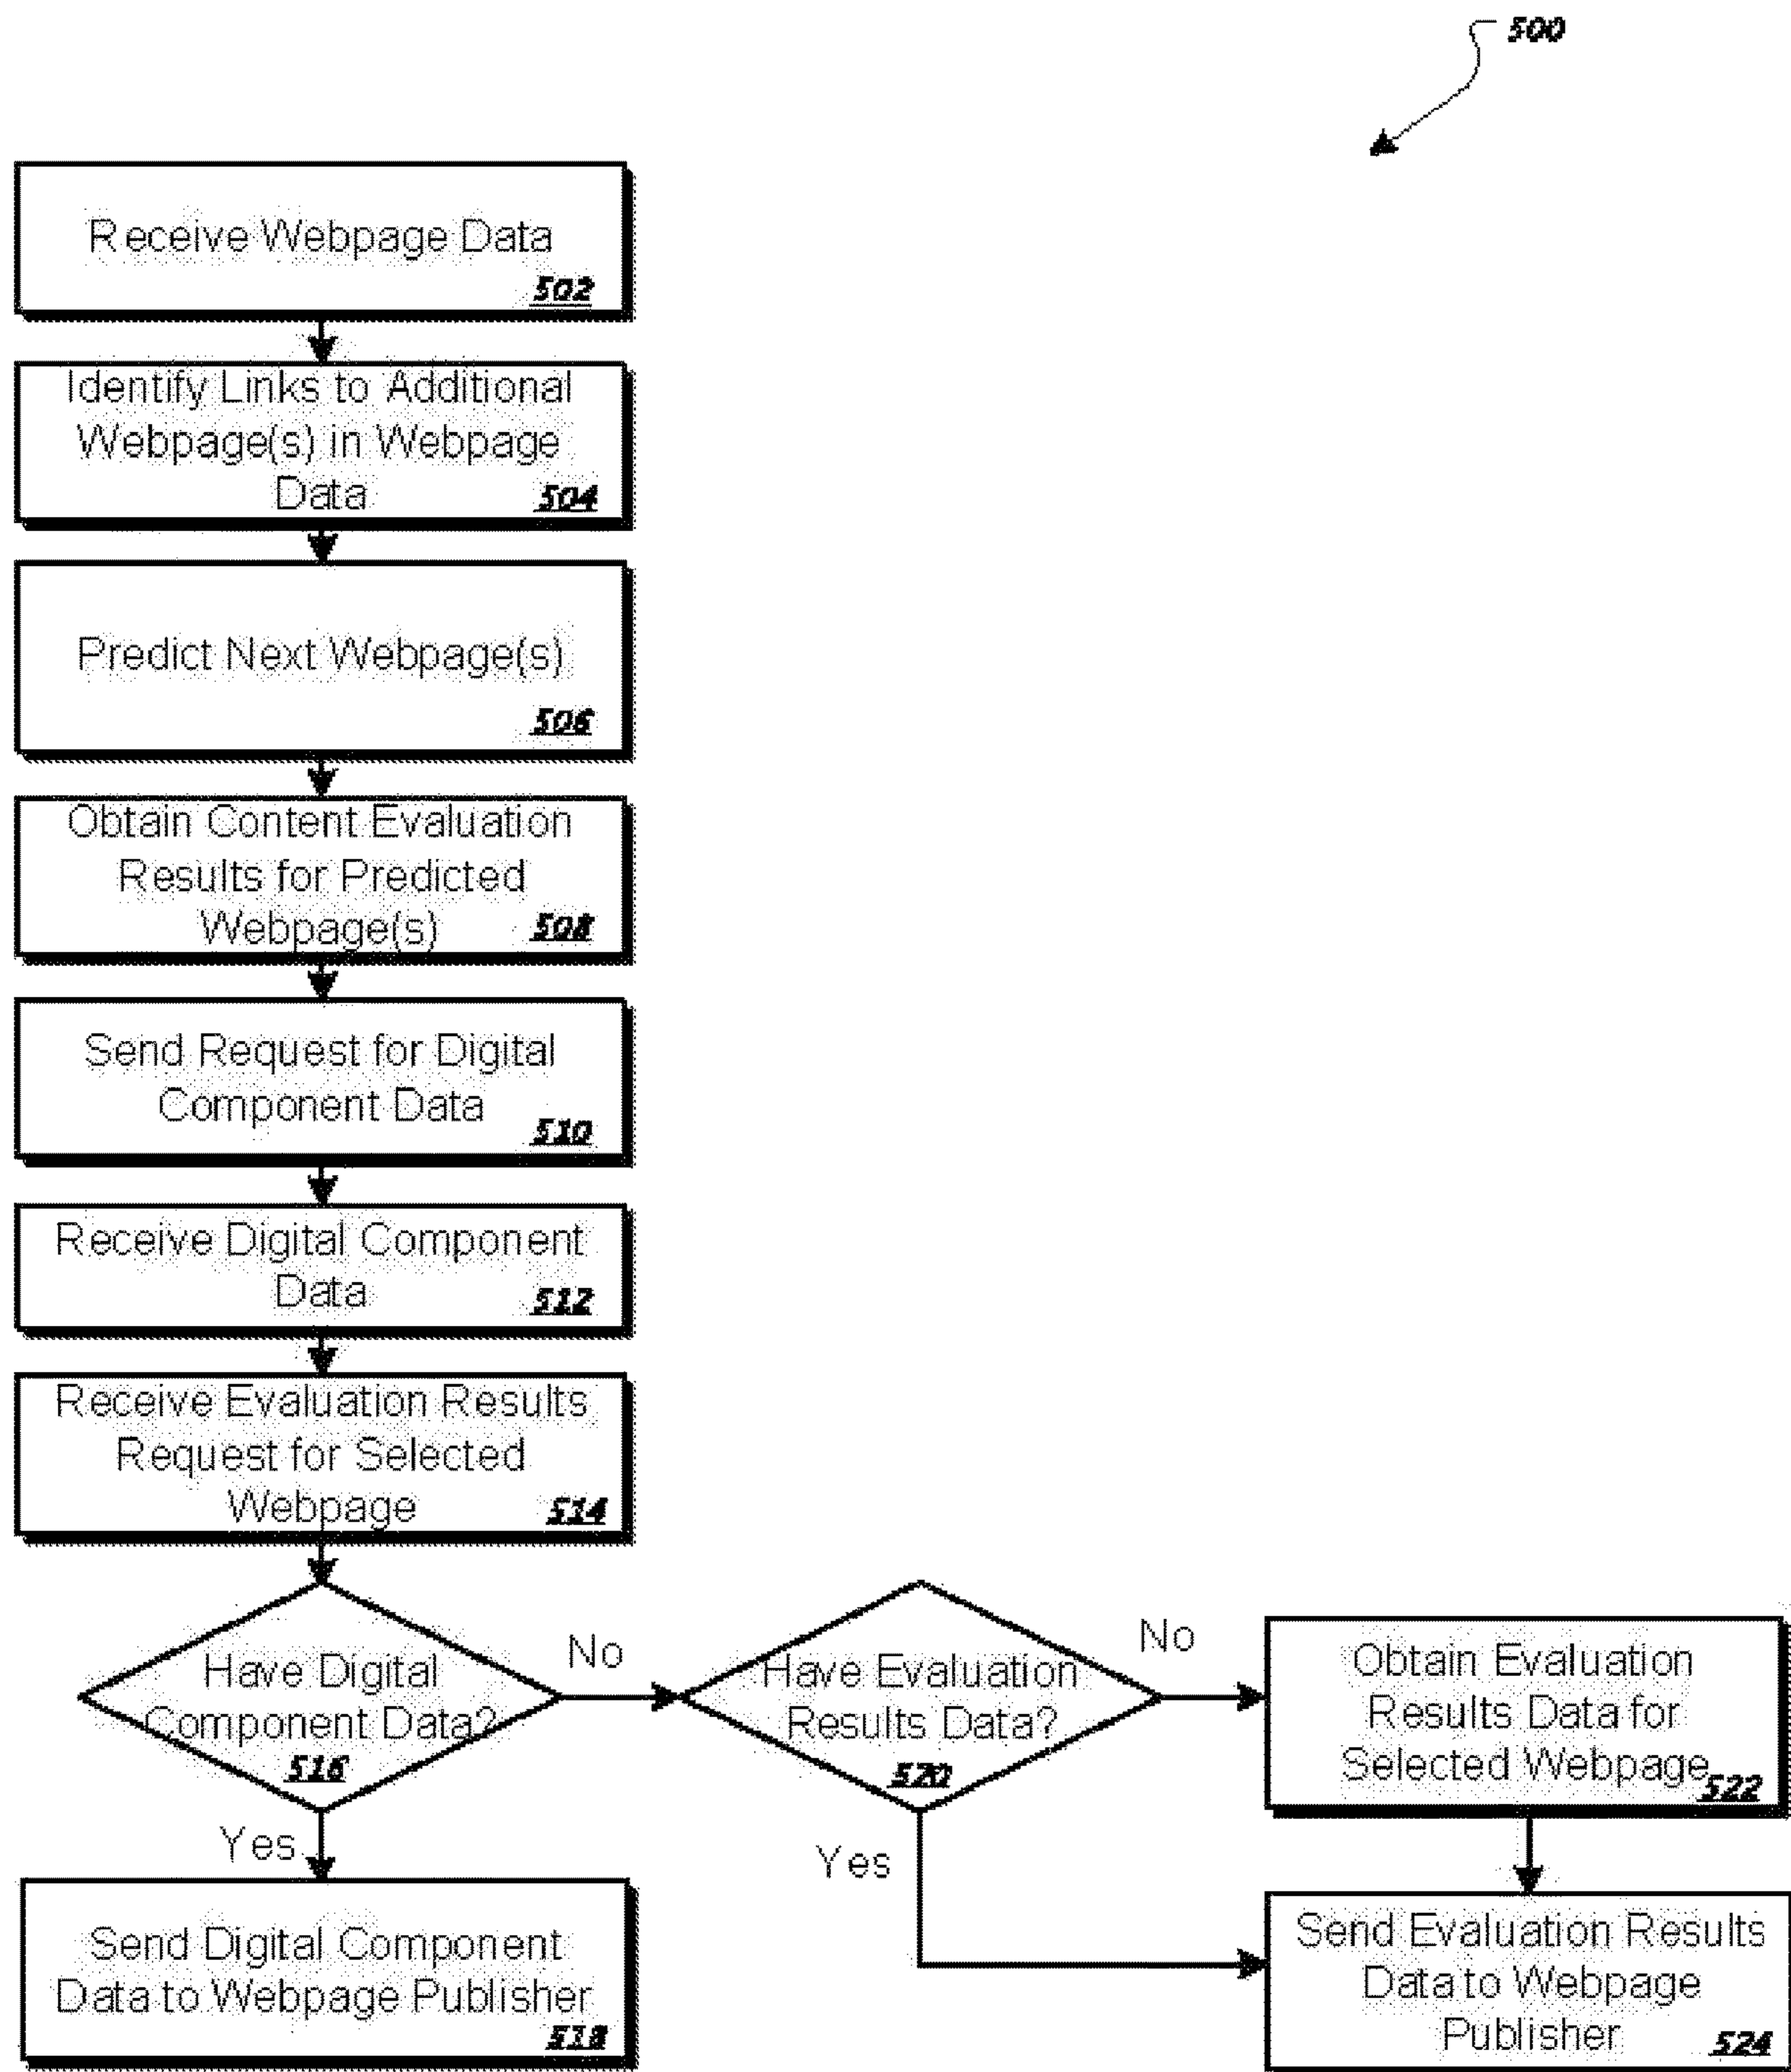 500
Receive Webpage Data
502
Identify Links to Additional
Webpage(s) in Webpage
Data
504
Predict Next Webpage(s)
506
Obtain Content Evaluation
Results for Predicted
Webpage(s)
508
Send Request for Digital
Component Data
510
Receive Digital Component
Data
512
Receive Evaluation Results
Request for Selected
Webpage
514
Have Digital
Component Data?
516
No
Have Evaluation
Results Data?
520
No
Obtain Evaluation
Results Data for
Selected Webpage
522
Yes
Yes
Send Digital Component
Data to Webpage Publisher
518
Send Evaluation Results
Data to Webpage
Publisher
524